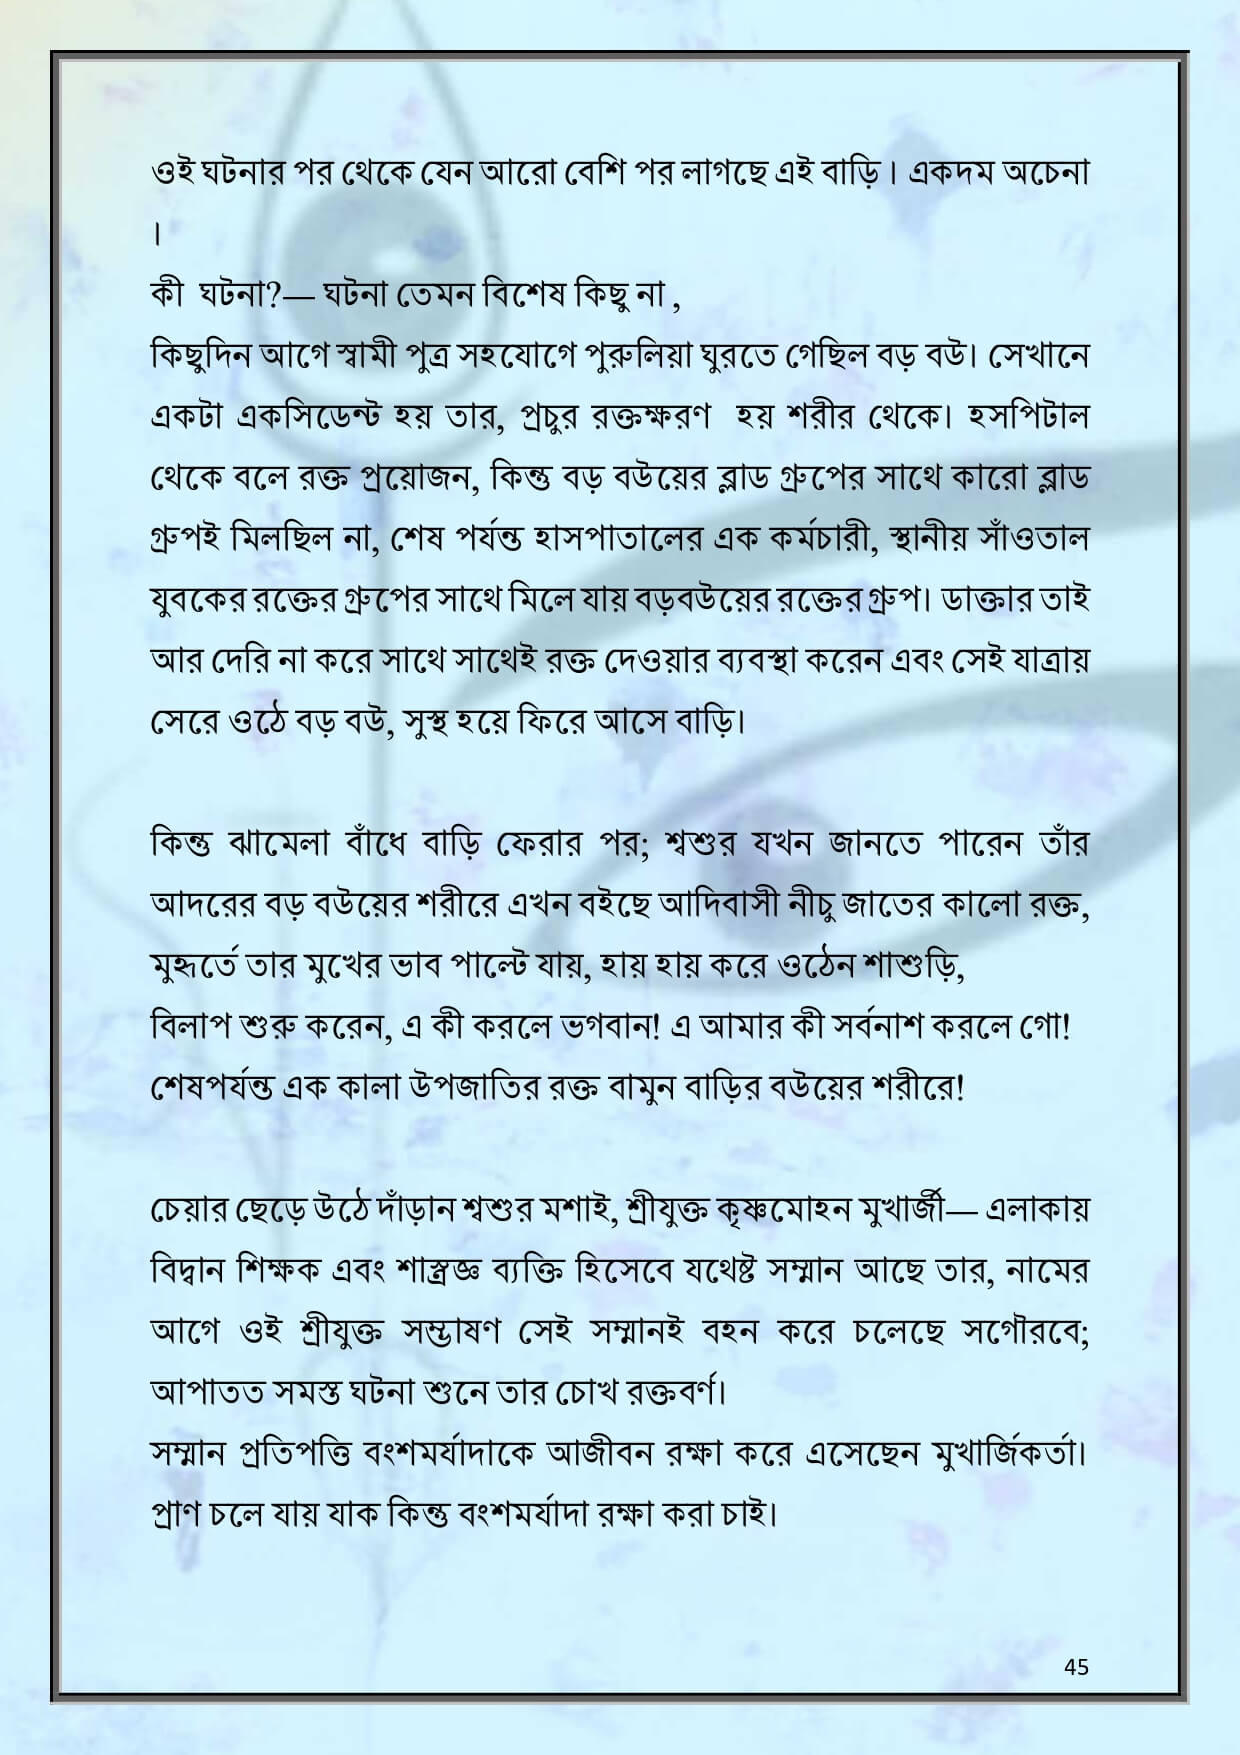 ওই ঘটনার পর থেকে যেন আরো বেশি পর লাগছে এই বাড়ি। একদম অচেনা
।
কী ঘটনা?— ঘটনা তেমন বিশেষ কিছু না ,
কিছুদিন আগে স্বামী পুত্র সহযোগে পুরুলিয়া ঘুরতে গেছিল বড় বউ। সেখানে
একটা একসিডেন্ট হয় তার, প্রচুর রক্তক্ষরণ হয় শরীর থেকে। হসপিটাল
থেকে বলে রক্ত প্রয়োজন, কিন্তু বড় বউয়ের ব্লাড গ্রুপের সাথে কারো ব্লাড
গ্রুপই মিলছিল না, শেষ পর্যন্ত হাসপাতালের এক কর্মচারী, স্থানীয় সাঁওতাল
যুবকের রক্তের গ্রুপের সাথে মিলে যায় বড়বউয়ের রক্তের গ্রুপ। ডাক্তার তাই
আর দেরি না করে সাথে সাথেই রক্ত দেওয়ার ব্যবস্থা করেন এবং সেই যাত্রায়
সেরে ওঠে বড় বউ, সুস্থ হয়ে ফিরে আসে বাড়ি।
কিন্তু ঝামেলা বাঁধে বাড়ি ফেরার পর; শ্বশুর যখন জানতে পারেন তাঁর
আদরের বড় বউয়ের শরীরে এখন বইছে আদিবাসী নীচু জাতের কালো রক্ত,
মুহূর্তে তার মুখের ভাব পাল্টে যায়, হায় হায় করে ওঠেন শাশুড়ি,
বিলাপ শুরু করেন, এ কী করলে ভগবান! এ আমার কী সর্বনাশ করলে গো!
শেষপর্যন্ত এক কালা উপজাতির রক্ত বামুন বাড়ির বউয়ের শরীরে!
চেয়ার ছেড়ে উঠে দাঁড়ান শ্বশুর মশাই, শ্রীযুক্ত কৃষ্ণমোহন মুখার্জী— এলাকায়
বিদ্বান শিক্ষক এবং শাস্ত্রজ্ঞ ব্যক্তি হিসেবে যথেষ্ট সম্মান আছে তার, নামের
আগে ওই শ্রীযুক্ত সম্ভাষণ সেই সম্মানই বহন করে চলেছে সগৌরবে;
আপাতত সমস্ত ঘটনা শুনে তার চোখ রক্তবর্ণ।
সম্মান প্রতিপত্তি বংশমর্যাদাকে আজীবন রক্ষা করে এসেছেন মুখার্জিকর্তা।
প্রাণ চলে যায় যাক কিন্তু বংশমর্যাদা রক্ষা করা চাই।
45